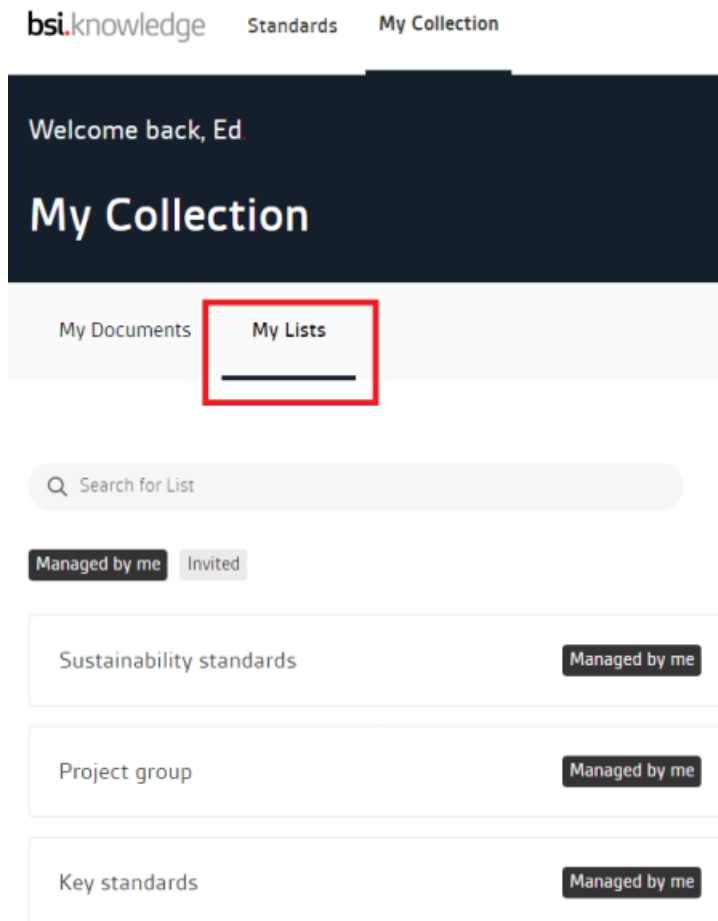 bsi.knowledge Standards My Collection
Welcome back, Ed.
My Collection
My Documents My Lists
Search for List
Managed by me Invited
Sustainability standards Managed by me
Project group Managed by me
Key standards Managed by me